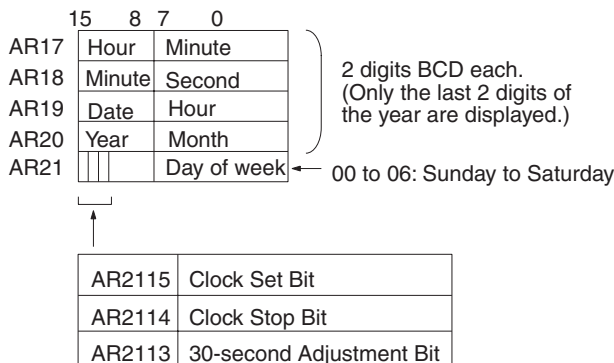 15 8 7 0
AR17 Hour Minute
AR18 Minute Second
AR19 Date Hour
AR20 Year Month
AR21 Day of week
2 digits BCD each.
(Only the last 2 digits of
the year are displayed.)
00 to 06: Sunday to Saturday
AR2115 Clock Set Bit
AR2114 Clock Stop Bit
AR2113 30-second Adjustment Bit